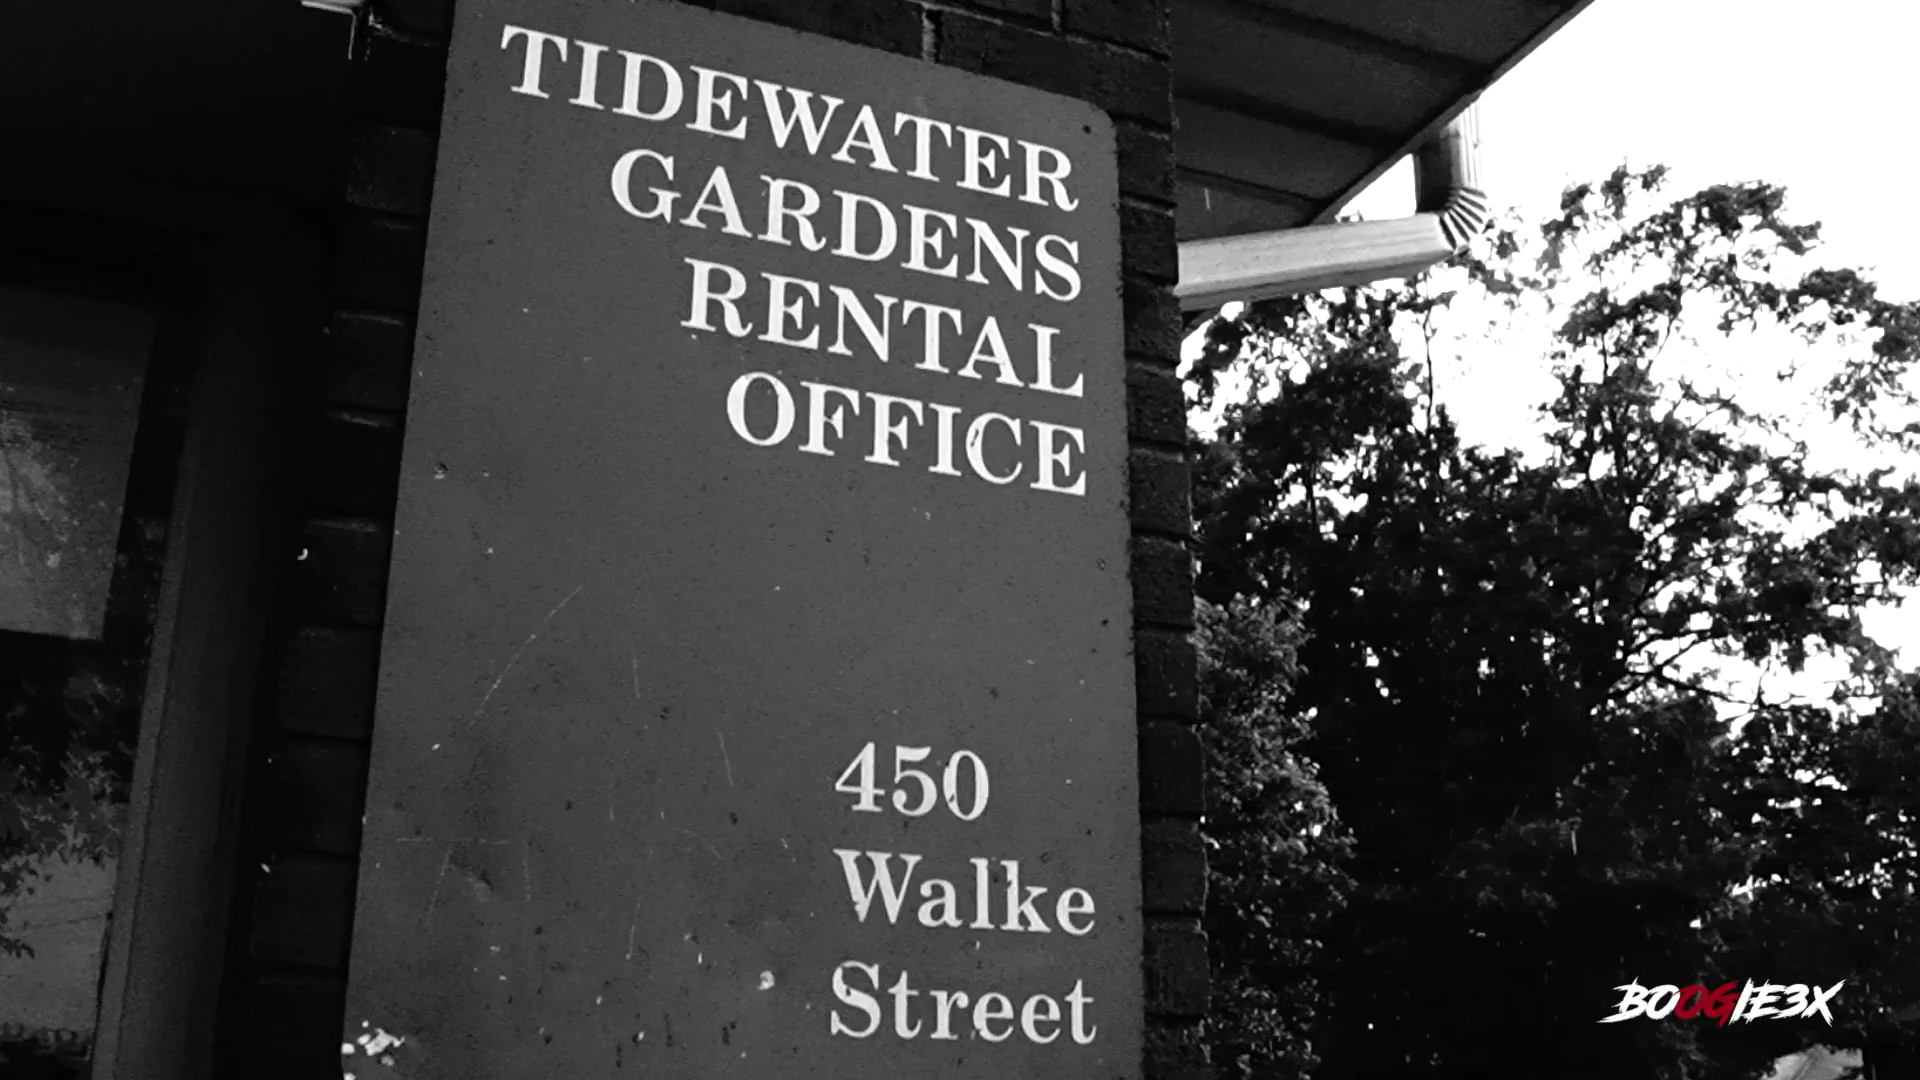 TIDEWATER
GARDENS
RENTAL
OFFICE
450
Walke
Street
BOOGIE3X